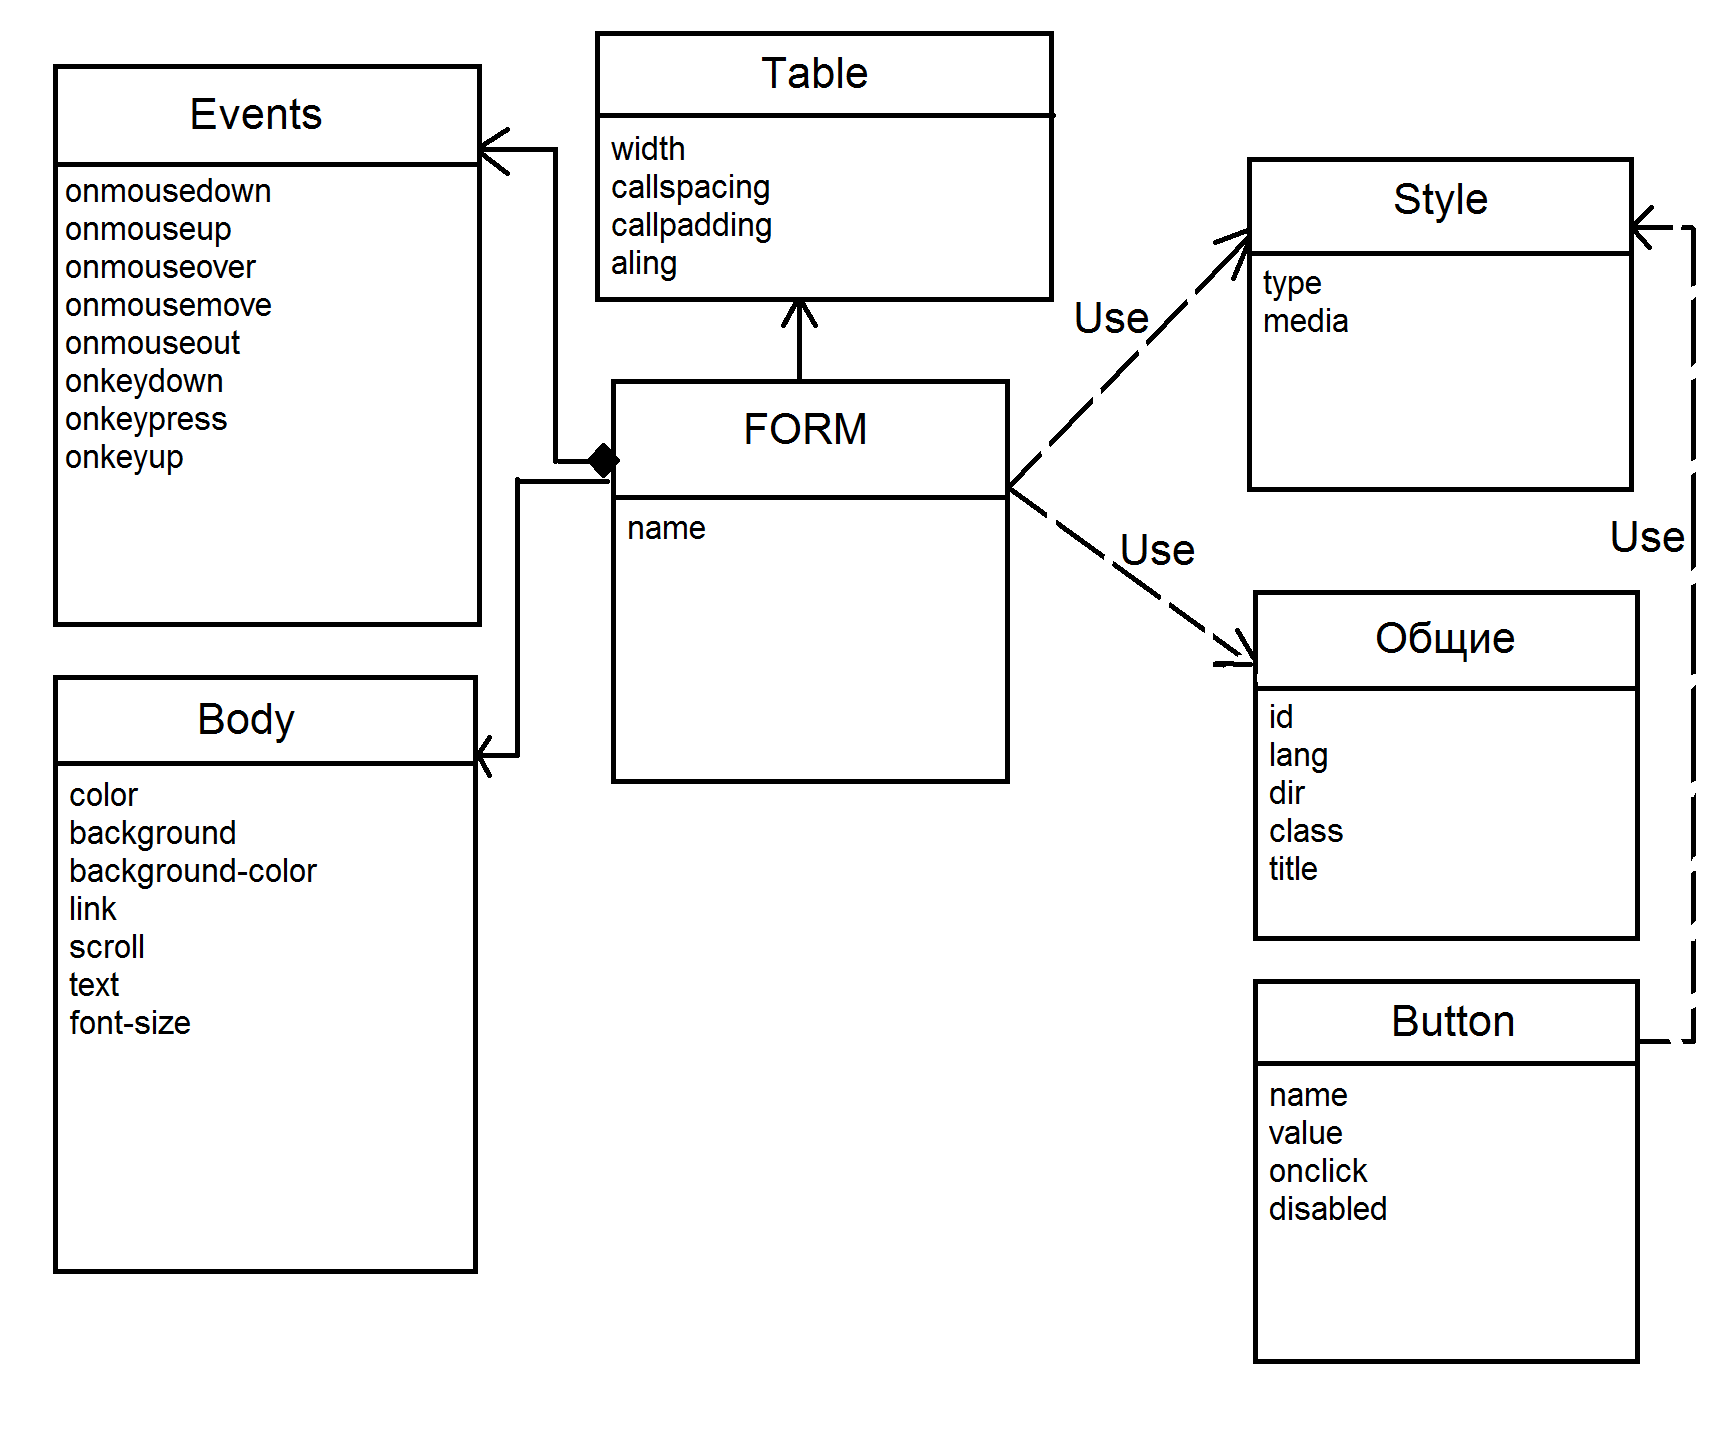 Events
onmousedown
onmouseup
onmouseover
onmousemove
onmouseout
onkeydown
onkeypress
onkeyup
Table
width
callspacing
callpadding
aling
FORM
name
Body
color
background
background-color
link
scroll
text
font-size
Use
Style
type
media
Use
Use
Общие
id
lang
dir
class
title
Button
name
value
onclick
disabled